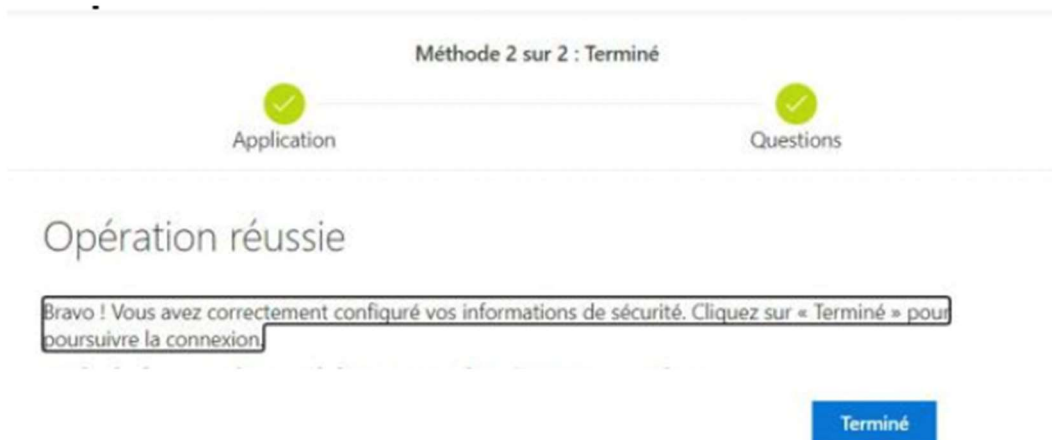 Méthode 2 sur 2 : Terminé
Application
Questions
Opération réussie
Bravo ! Vous avez correctement configuré vos informations de sécurité. Cliquez sur « Terminé » pour
poursuivre la connexion.
Terminé